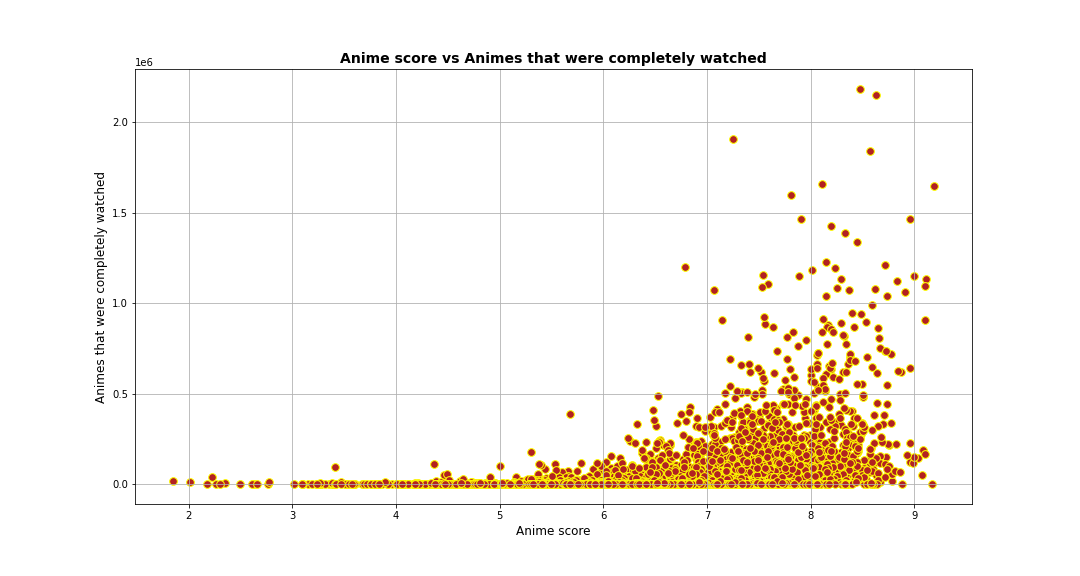 Anime score vs Animes that were completely watched
1e6
2.0
1.5
1.0
0.5
0.0
Animes that were completely watched
2 3 4 5 6 7 8 9
Anime score